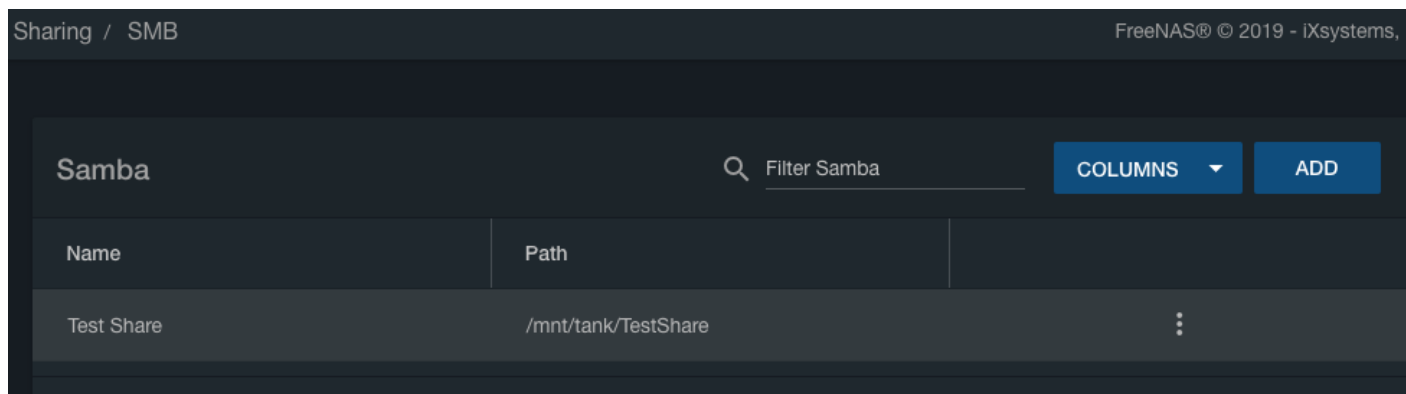 Sharing / SMB
FreeNAS® © 2019 - iXsystems,
Samba
Filter Samba
COLUMNS
ADD
Name
Path
Test Share
/mnt/tank/TestShare